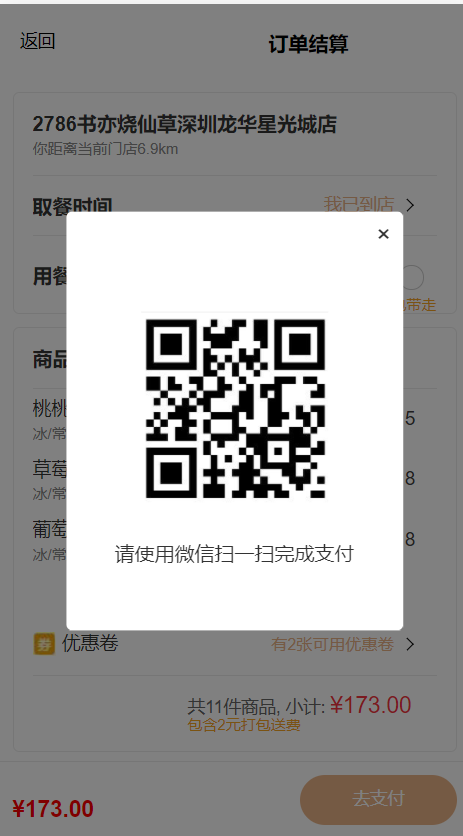 返回
订单结算
2786书亦烧仙草深圳龙华星光城店
你距离当前门店6.9km
取餐时间 我已到店
用餐
带走
商品
桃桃 5
冰/常
草莓 8
冰/常
葡萄 8
冰/常
请使用微信扫一扫完成支付
券 优惠卷 有2张可用优惠卷
共11件商品, 小计: ¥173.00
包含2元打包送费
¥173.00 去支付